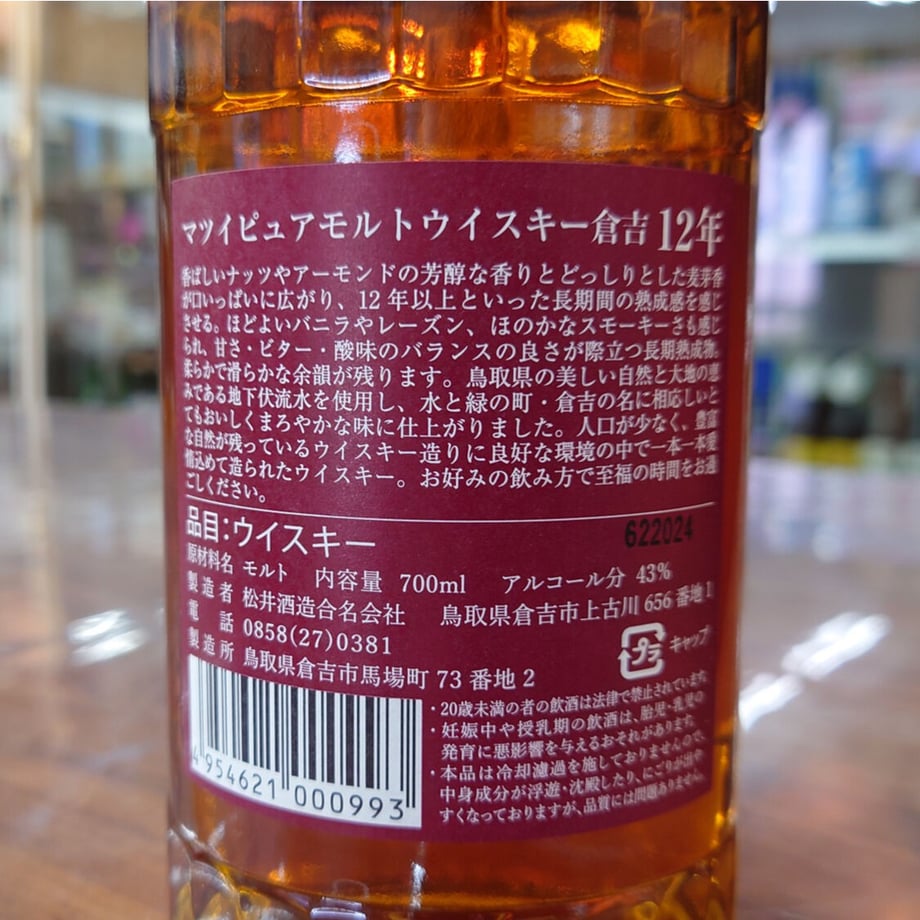 マツイピュアモルトウイスキー倉吉 12年
香ばしいナッツやアーモンドの芳醇な香りとどっしりとした麦芽香
が口いっぱいに広がり、12年以上といった長期間の熟成感を感じ
させる。ほどよいバニラやレーズン、ほのかなスモーキーさも感じ
られ、甘さ・ビター・酸味のバランスの良さが際立つ長期熟成物。
柔らかで滑らかな余韻が残ります。鳥取県の美しい自然と大地の恵
みである地下伏流水を使用し、水と緑の町・倉吉の名に相応しいと
てもおいしくまろやかな味に仕上がりました。人口が少なく、豊富
な自然が残っているウイスキー造りに良好な環境の中で一本一本愛
情込めて造られたウイスキー。お好みの飲み方で至福の時間をお過
ごしください。
品目:ウイスキー
622024
原材料名 モルト 内容量 700ml アルコール分 43%
製造者 松井酒造合名会社 鳥取県倉吉市上古川 656 番地 1
電話 0858(27)0381
プラ キャップ
製造所 鳥取県倉吉市馬場町 73 番地 2
4 954621 000993
・20歳未満の者の飲酒は法律で禁止されています。
・妊娠中や授乳期の飲酒は、胎児・乳児の
発育に悪影響を与えるおそれがあります。
・本品は冷却濾過を施しておりませんので、
中身成分が浮遊・沈殿したり、にごりが出や
すくなっておりますが、品質には問題ありません。